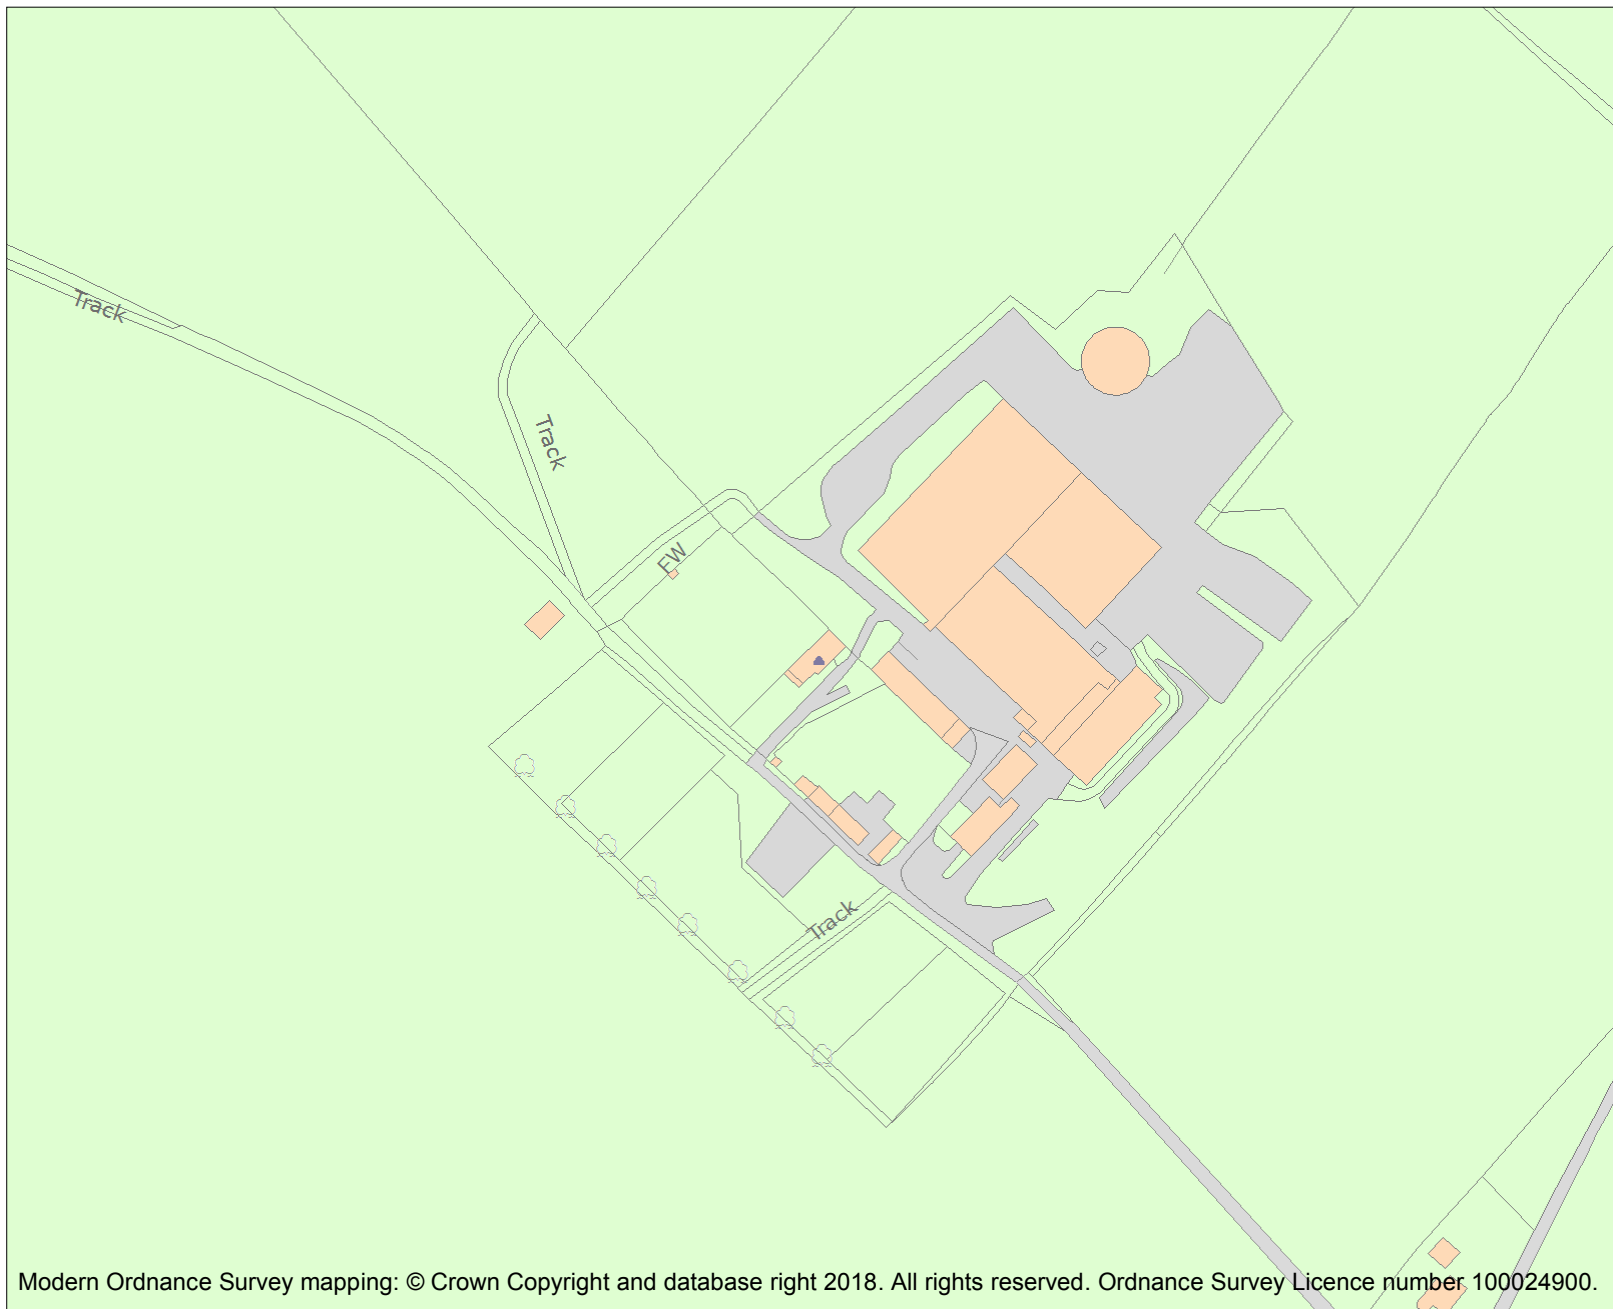 Track
Track
FW
Track
Modern Ordnance Survey mapping: © Crown Copyright and database right 2018. All rights reserved. Ordnance Survey Licence number 100024900.